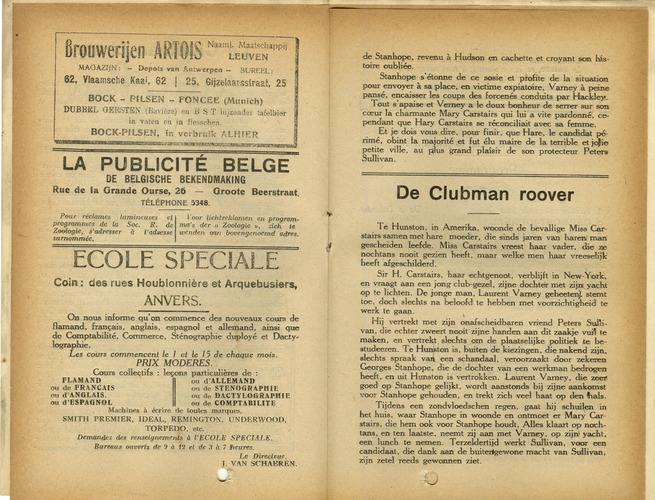 Brouwerijen ARTOIS Naaml. Maatschappij LEUVEN
MAGAZIJN: - Depots van Antwerpen - BUREEL:
62, Vlaamsche Kaai, 62 | 25, Gijzelaarsstraat, 25
BOCK - PILSEN - FONCEE (Munich)
DUBBEL GERSTEN (Bavière) en B S T bijzonder tafelbier
in vaten en in flesschen.
BOCK-PILSEN, in verbruik ALHIER
LA PUBLICITÉ BELGE
DE BELGISCHE BEKENDMAKING
Rue de la Grande Ourse, 26 — Groote Beerstraat
TÉLÉPHONE 5348.
Pour réclames lumineuses et
programmes de la Soc. R. de
Zoologie, s'adresser à l'adresse
surnommée.
Voor lichtreklamen en program-
ma's der « Zoologie », zich te
wenden aan bovengenoemd adres.
ECOLE SPECIALE
Coin: des rues Houblonnière et Arquebusiers,
ANVERS.
On nous informe qu'on commence des nouveaux cours de
flamand, français, anglais, espagnol et allemand, ainsi que
de Comptabilité, Commerce, Sténographie duployé et Dacty-
lographie.
Les cours commencent le 1 et le 15 de chaque mois.
PRIX MODERES.
Cours collectifs : leçons particulières de :
FLAMAND
ou de FRANCAIS
ou d'ANGLAIS.
ou d'ESPAGNOL
ou d'ALLEMAND
ou de STENOGRAPHIE
ou de DACTYLOGRAPHIE
ou de COMPTABILITE
Machines à écrire de toutes marques.
SMITH PREMIER, IDEAL, REMINGTON, UNDERWOOD,
TORPEDO, etc.
Demandez des renseignements à l'ECOLE SPECIALE.
Bureaux ouverts de 9 à 12 et de 3 à 7 heures.
Le Directeur.
J. VAN SCHAEREN.
de Stanhope, revenu à Hudson en cachette et croyant son his-
toire oubliée.
Stanhope s'étonne de ce sosie et profite de la situation
pour envoyer à sa place, en victime expiatoire, Varney à peine
pansé, encaisser les coups des forcenés conduits par Hackley.
Tout s'apaise et Verney a le doux bonheur de serrer sur son
cœur la charmante Mary Carstairs qui lui a vite pardonné, ce-
pendant que Hary Carstairs se réconciliait avec sa femme.
Et je dois vous dire, pour finir, que Hare, le candidat pé-
rimé, obint la majorité et fut élu maire de la terrible et jolie
petite ville, au plus grand plaisir de son protecteur Peters
Sullivan.
De Clubman roover
Te Hunston, in Amerika, woonde de bevallige Miss Car-
stairs samen met hare moeder, die sinds jaren van haren man
gescheiden leefde. Miss Carstairs vreest haar vader, die ze
nochtans nooit gezien heeft, maar welke men haar vreeselijk
heeft afgeschilderd.
Sir H. Carstairs, haar echtgenoot, verblijft in New-York,
en vraagt aan een jong club-gezel, zijne dochter met zijn yacht
op te lichten. De jonge man, Laurent Varney geheeten, stemt
toe, doch slechts na beloofd te hebben met voorzichtigheid te
werk te gaan.
Hij vertrekt met zijn onafscheidbaren vriend Peters Sulli-
van, die echter zweert nooit zijne handen aan dit zaakje vuil te
maken, en vertrekt slechts om de plaatselijke politiek te be-
studeeren. Te Hunston is, buiten de kiezingen, die nakend zijn,
slechts spraak van een schandaal, veroorzaakt door zekeren
Georges Stanhope, die de dochter van een werkman bedrogen
heeft, en uit Hunston is vertrokken. Laurent Varney, die zeer
goed op Stanhope gelijkt, wordt aanstonds bij zijne aankomst
voor Stanhope gehouden, en trekt zich veel haat op den hals.
Tijdens een zondvloedschen regen, gaat hij schuilen in
het huis, waar Stanhope in woonde en ontmoet er Mary Car-
stairs, die hem ook voor Stanhope houdt. Alles klaart op noch-
tans, en ten laatste, neemt zij aan met Varney, op zijn yacht,
een lunch te nemen. Terzelfdertijd werkt Sullivan, voor een
candidaat, die dank aan de buitengewone macht van Sullivan,
zijn zetel reeds gewonnen ziet.